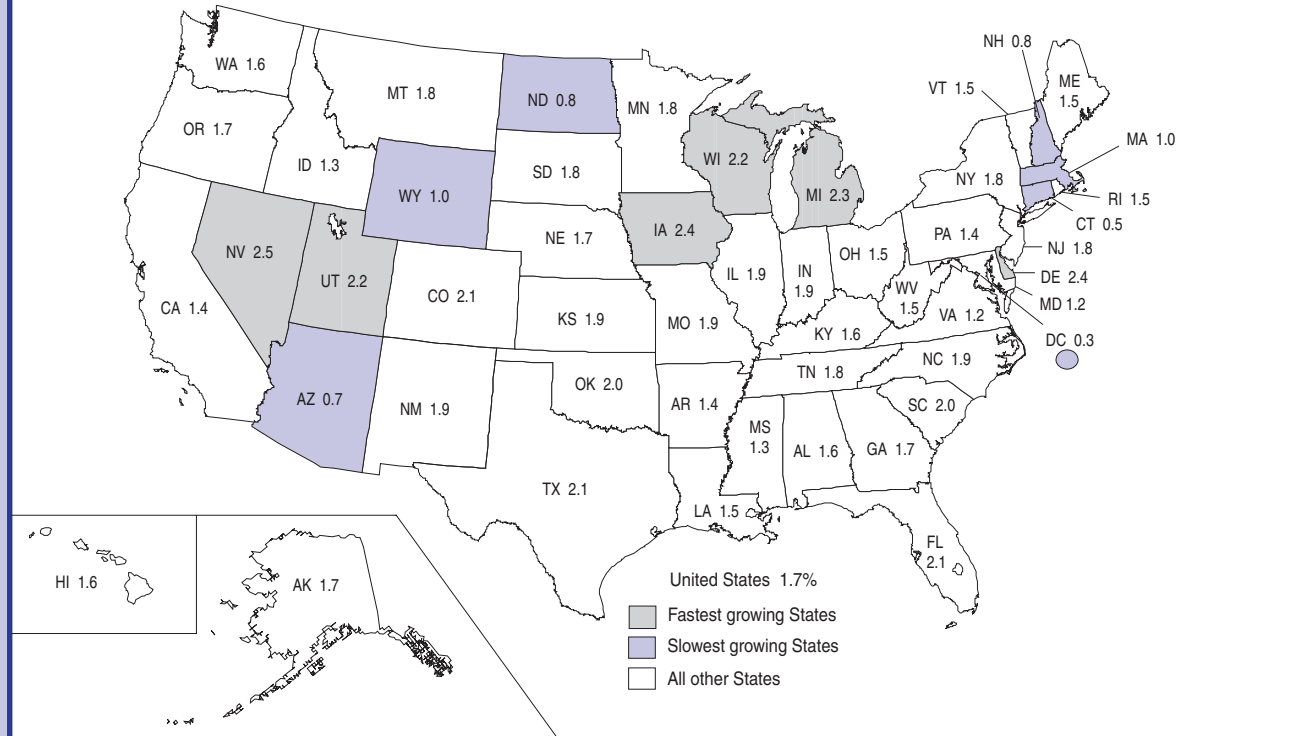 NH 0.8
WA 1.6
VT 1.5
ME
1.5
MT 1.8
ND 0.8
MN 1.8
OR 1.7
MA 1.0
ID 1.3
WI 2.2
SD 1.8
NY 1.8
WY 1.0
MI 2.3
RI 1.5
CT 0.5
IA 2.4
PA 1.4
NE 1.7
NJ 1.8
NV 2.5
OH 1.5
UT 2.2
IL 1.9
IN
1.9
DE 2.4
CO 2.1
WV
1.5
MD 1.2
CA 1.4
VA 1.2
KS 1.9
MO 1.9
KY 1.6
DC 0.3
NC 1.9
TN 1.8
OK 2.0
AZ 0.7
NM 1.9
AR 1.4
SC 2.0
MS
1.3
AL 1.6
GA 1.7
TX 2.1
LA 1.5
FL
2.1
HI 1.6
AK 1.7
United States 1.7%
Fastest growing States
Slowest growing States
All other States